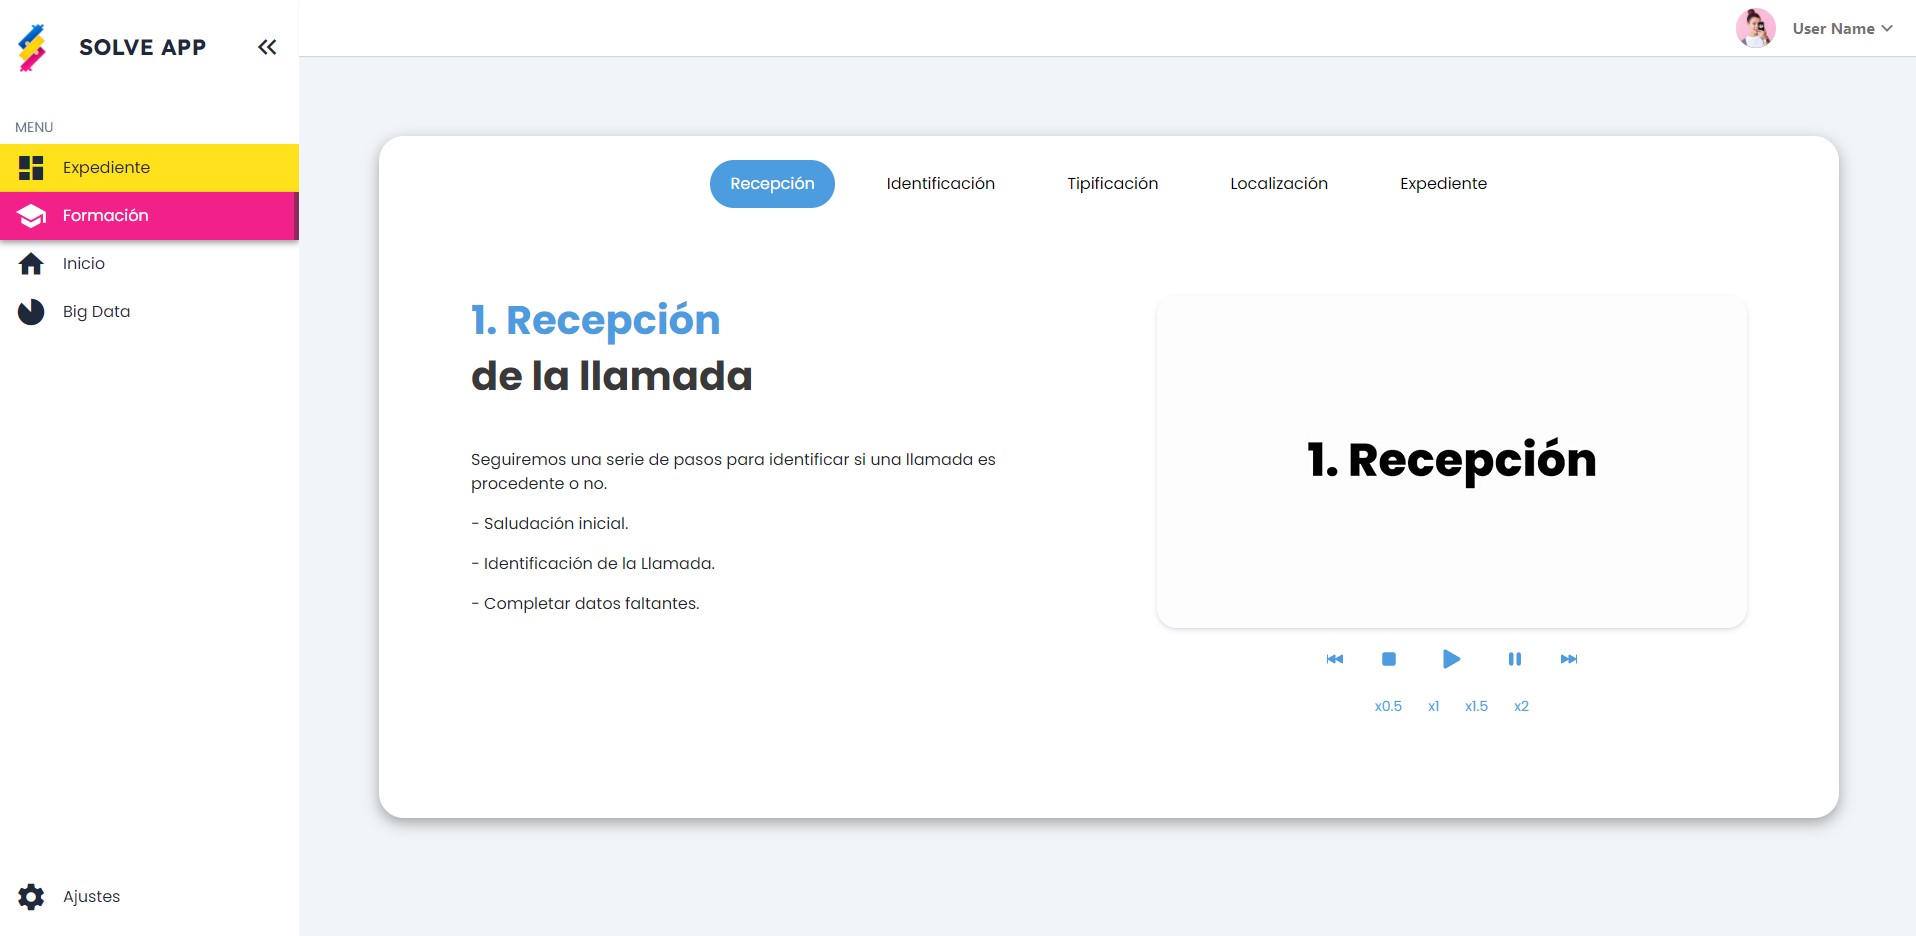 SOLVE APP
User Name
MENU
Expediente
Formación
Inicio
Big Data
Ajustes
Recepción Identificación Tipificación Localización Expediente
1. Recepción
de la llamada
Seguiremos una serie de pasos para identificar si una llamada es
procedente o no.
- Saludación inicial.
- Identificación de la Llamada.
- Completar datos faltantes.
1. Recepción
x0.5 x1 x1.5 x2